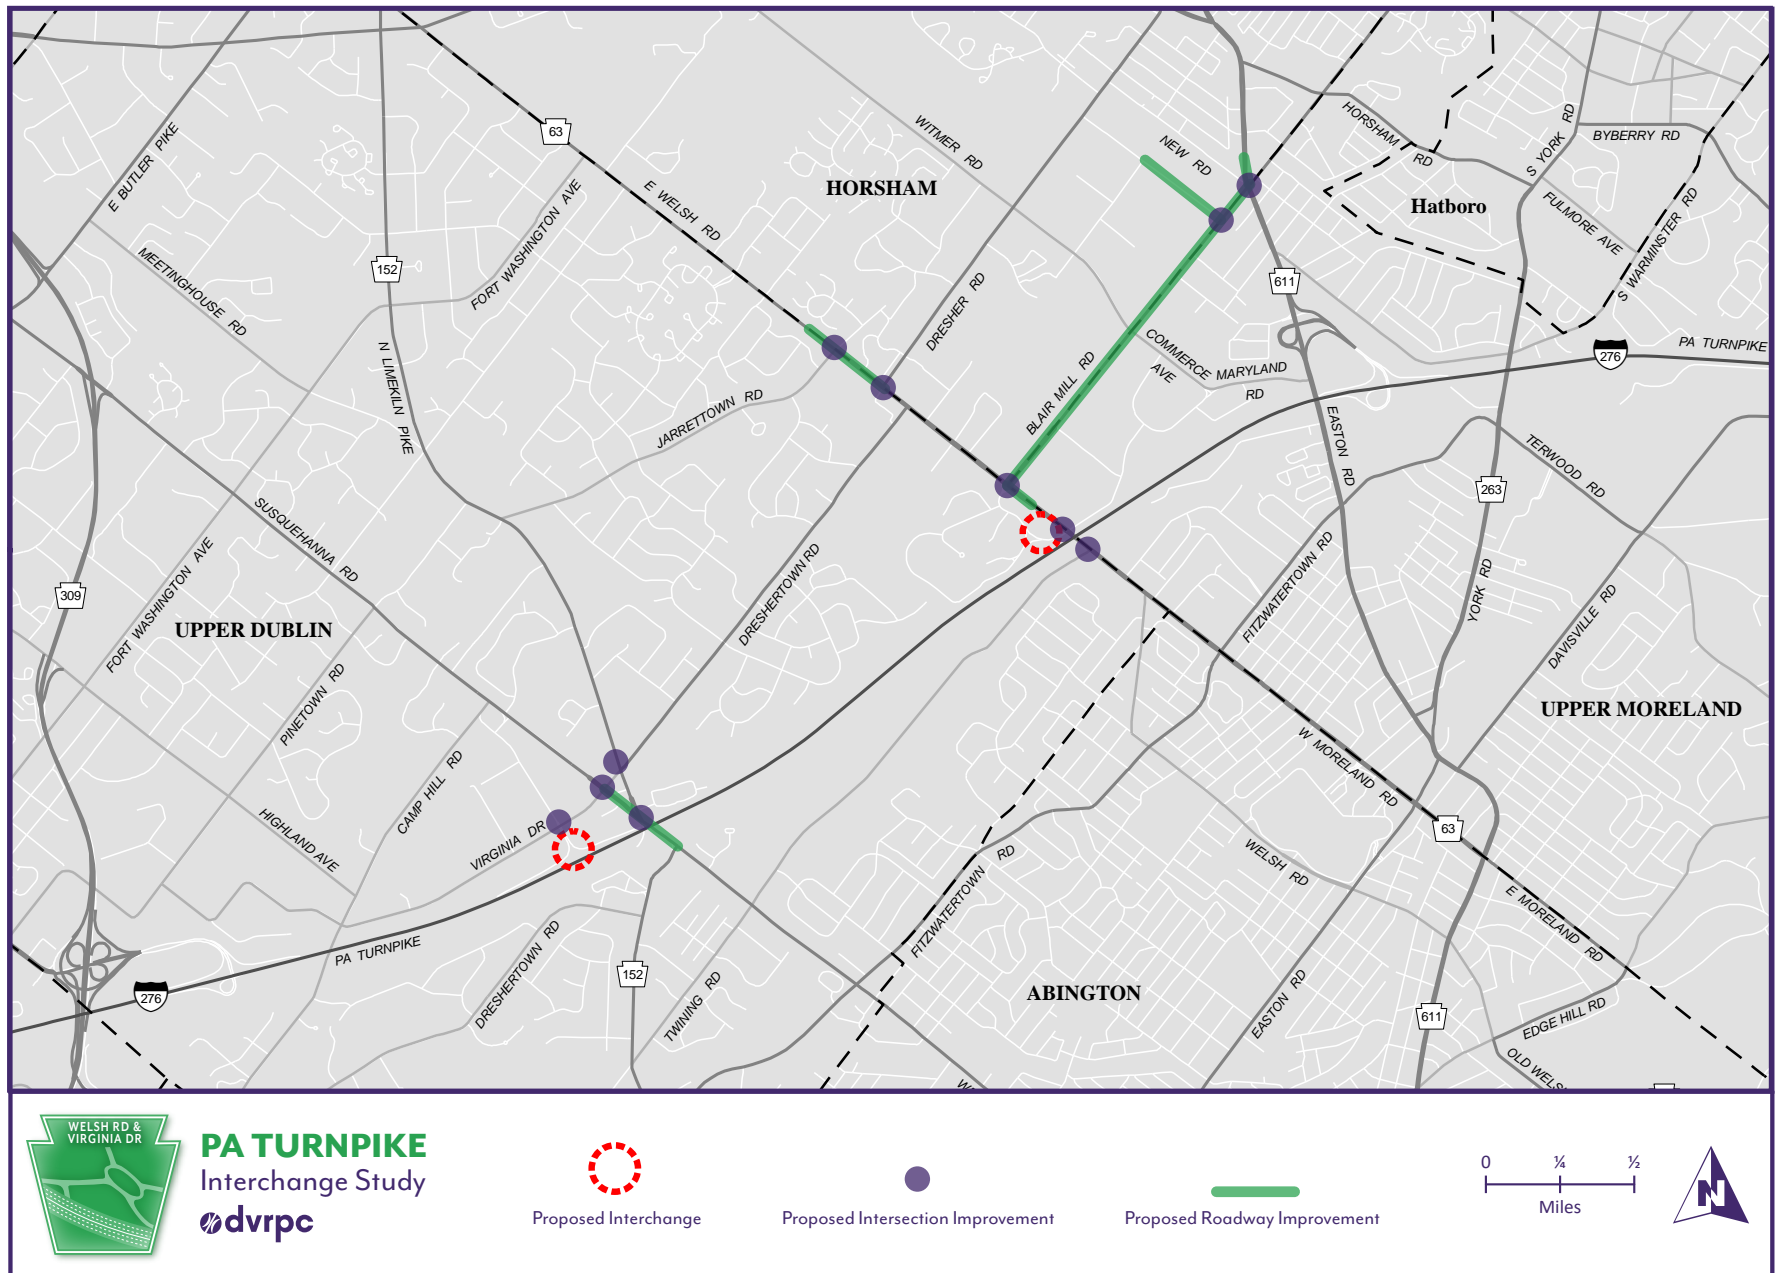 E BUTLER PIKE
63
WITMER RD
NEW RD
HORSHAM RD
S YORK RD
BYBERRY RD
HORSHAM
Hatboro
E WELSH RD
FORT WASHINGTON AVE
FULMORE AVE
S WARMINSTER RD
MEETINGHOUSE RD
152
611
DRESHER RD
N LIMEKILN PIKE
JARRETTOWN RD
BLAIR MILL RD
COMMERCE AVE
MARYLAND RD
276
PA TURNPIKE
EASTON RD
TERWOOD RD
263
SUSQUEHANNA RD
309
FORT WASHINGTON AVE
UPPER DUBLIN
PINETOWN RD
DRESHERTOWN RD
FITZWATERTOWN RD
YORK RD
DAVISVILLE RD
UPPER MORELAND
W MORELAND RD
63
CAMP HILL RD
HIGHLAND AVE
VIRGINIA DR
WELSH RD
E MORELAND RD
FITZWATERTOWN RD
PA TURNPIKE
276
DRESHERTOWN RD
152
TWINING RD
ABINGTON
EASTON RD
611
EDGE HILL RD
OLD WELSH
WELSH RD &
VIRGINIA DR
PA TURNPIKE
Interchange Study
dvrpc
Proposed Interchange
Proposed Intersection Improvement
Proposed Roadway Improvement
0 ¼ ½
Miles
N